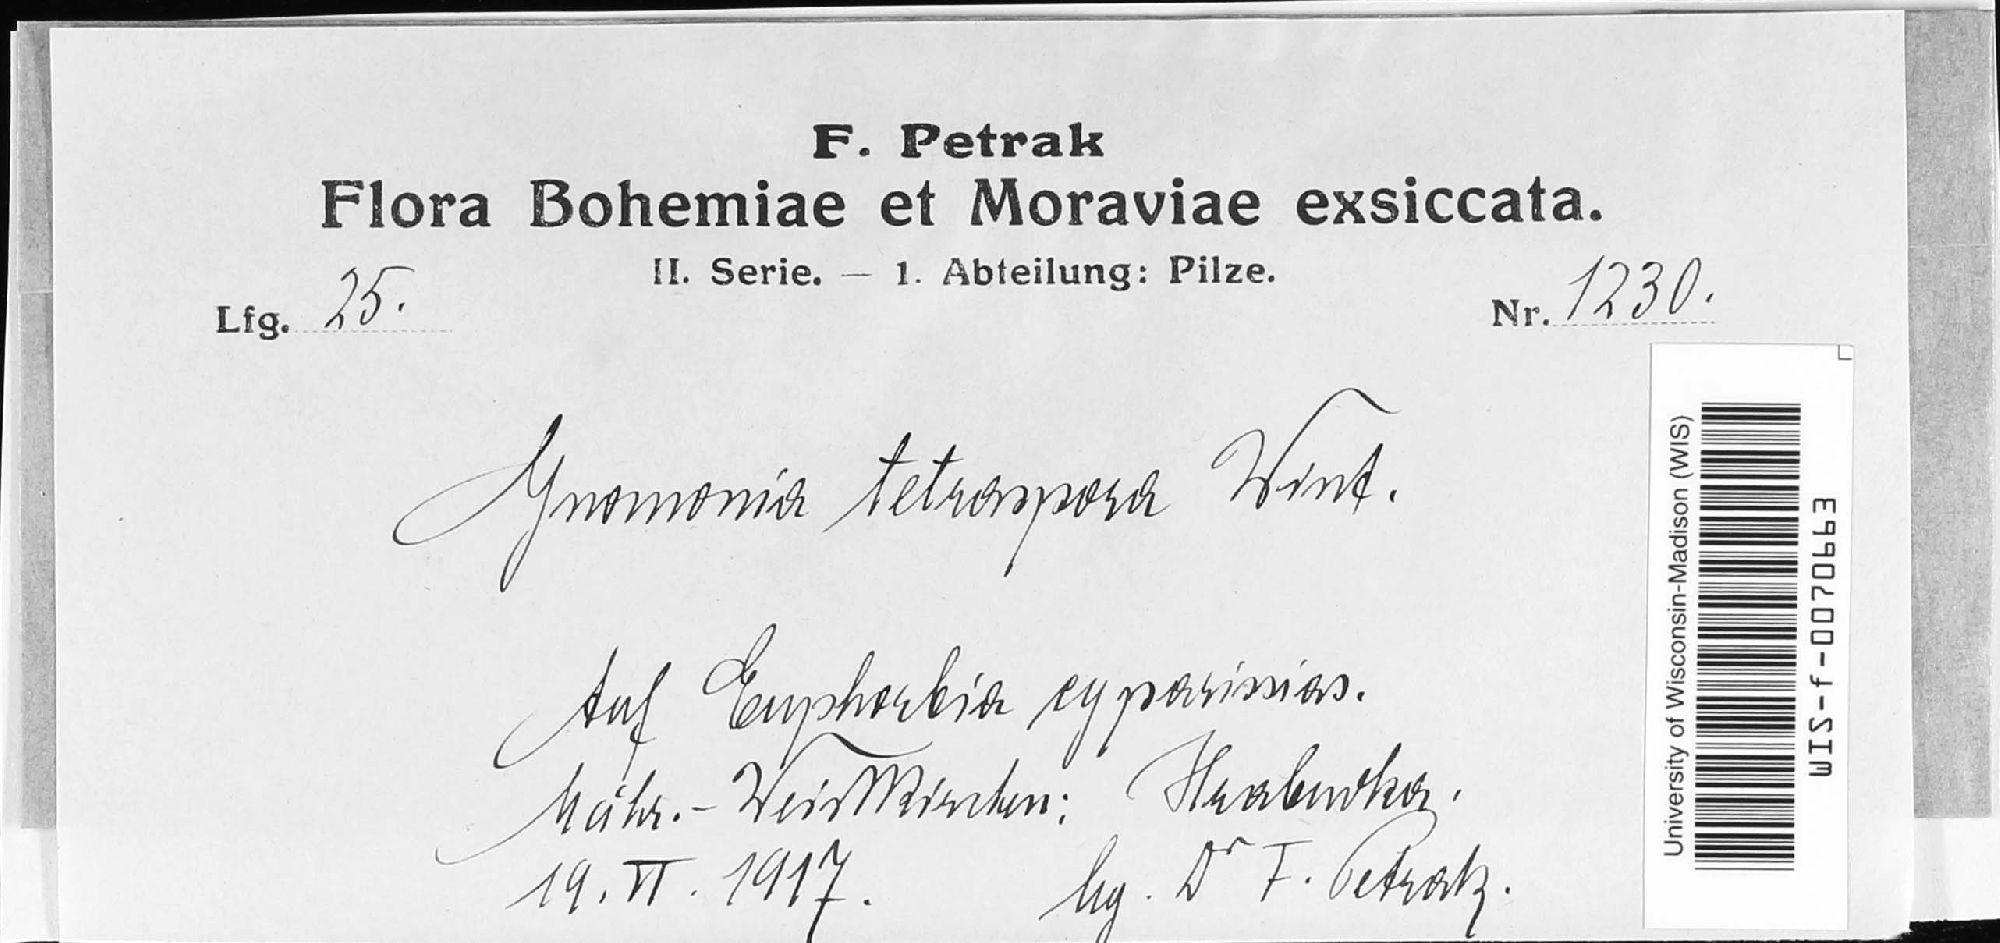 F. Petrak
Flora Bohemiae et Moraviae exsiccata.
II. Serie. — 1. Abteilung: Pilze.
Lfg. 25.
Nr. 1230.
Gnomonia tetraspora Wint.
Auf Euphorbia cyparissias.
Mähr.-Weisskirchen: Hrabuvka.
19. VI. 1917. lg. Dr F. Petrak.
University of Wisconsin-Madison (WIS)
WIS-f-0070663